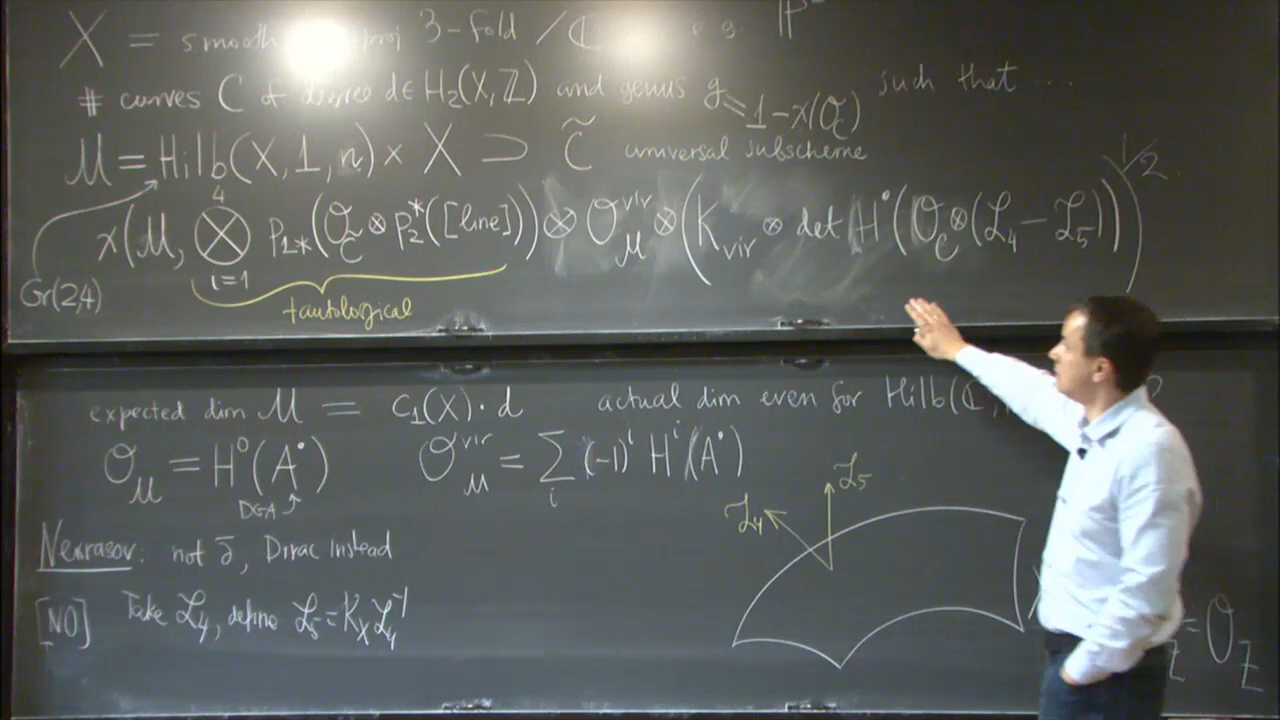 X = smooth proj 3-fold / ℂ e.g. ℙ
# curves C of degree d∈H₂(X,ℤ) and genus g = 1-χ(𝒪_C) such that ...
ℳ = Hilb(X,1,n) × X ⊃ C̃ universal subscheme
χ(ℳ, ⊗_{i=1}^{4} p₁*(𝒪_C̃ ⊗ p₂*([line])) ⊗ 𝒪_ℳ^{vir} ⊗ (K_vir ⊗ det H^•(𝒪_C ⊗ (ℒ₄ - ℒ₅)))^{1/2}
Gr(2,4)
tautological
expected dim ℳ = c₁(X)·d actual dim even for Hilb(ℂ,
𝒪_ℳ = H⁰(A^•) 𝒪_ℳ^{vir} = Σ_i (-1)^i H^i(A^•)
DGA
ℒ₄ ℒ₅
Nekrasov: not ∂̄, Dirac instead
[NO] Take ℒ₄, define ℒ₅ = K_X ℒ₄⁻¹
Z = 𝒪_Z